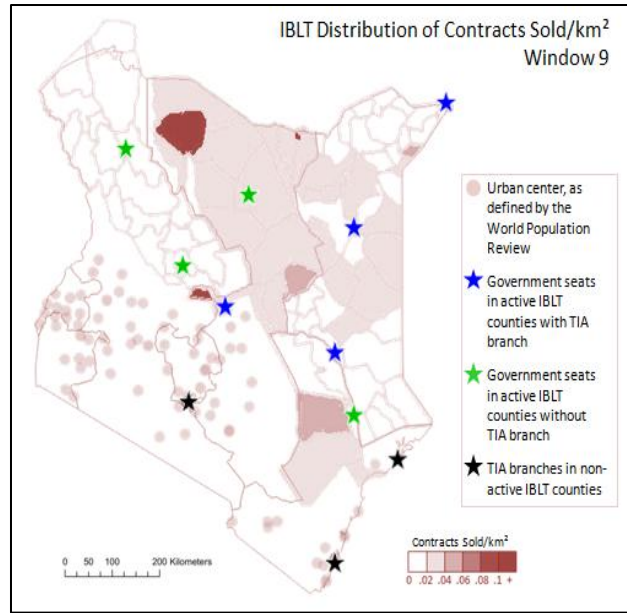 IBLT Distribution of Contracts Sold/km²
Window 9
Urban center, as
defined by the
World Population
Review
Government seats
in active IBLT
counties with TIA
branch
Government seats
in active IBLT
counties without
TIA branch
TIA branches in non-
active IBLT counties
Contracts Sold/km²
0 .02 .04 .06 .08 .1 +
0 50 100 200 Kilometers